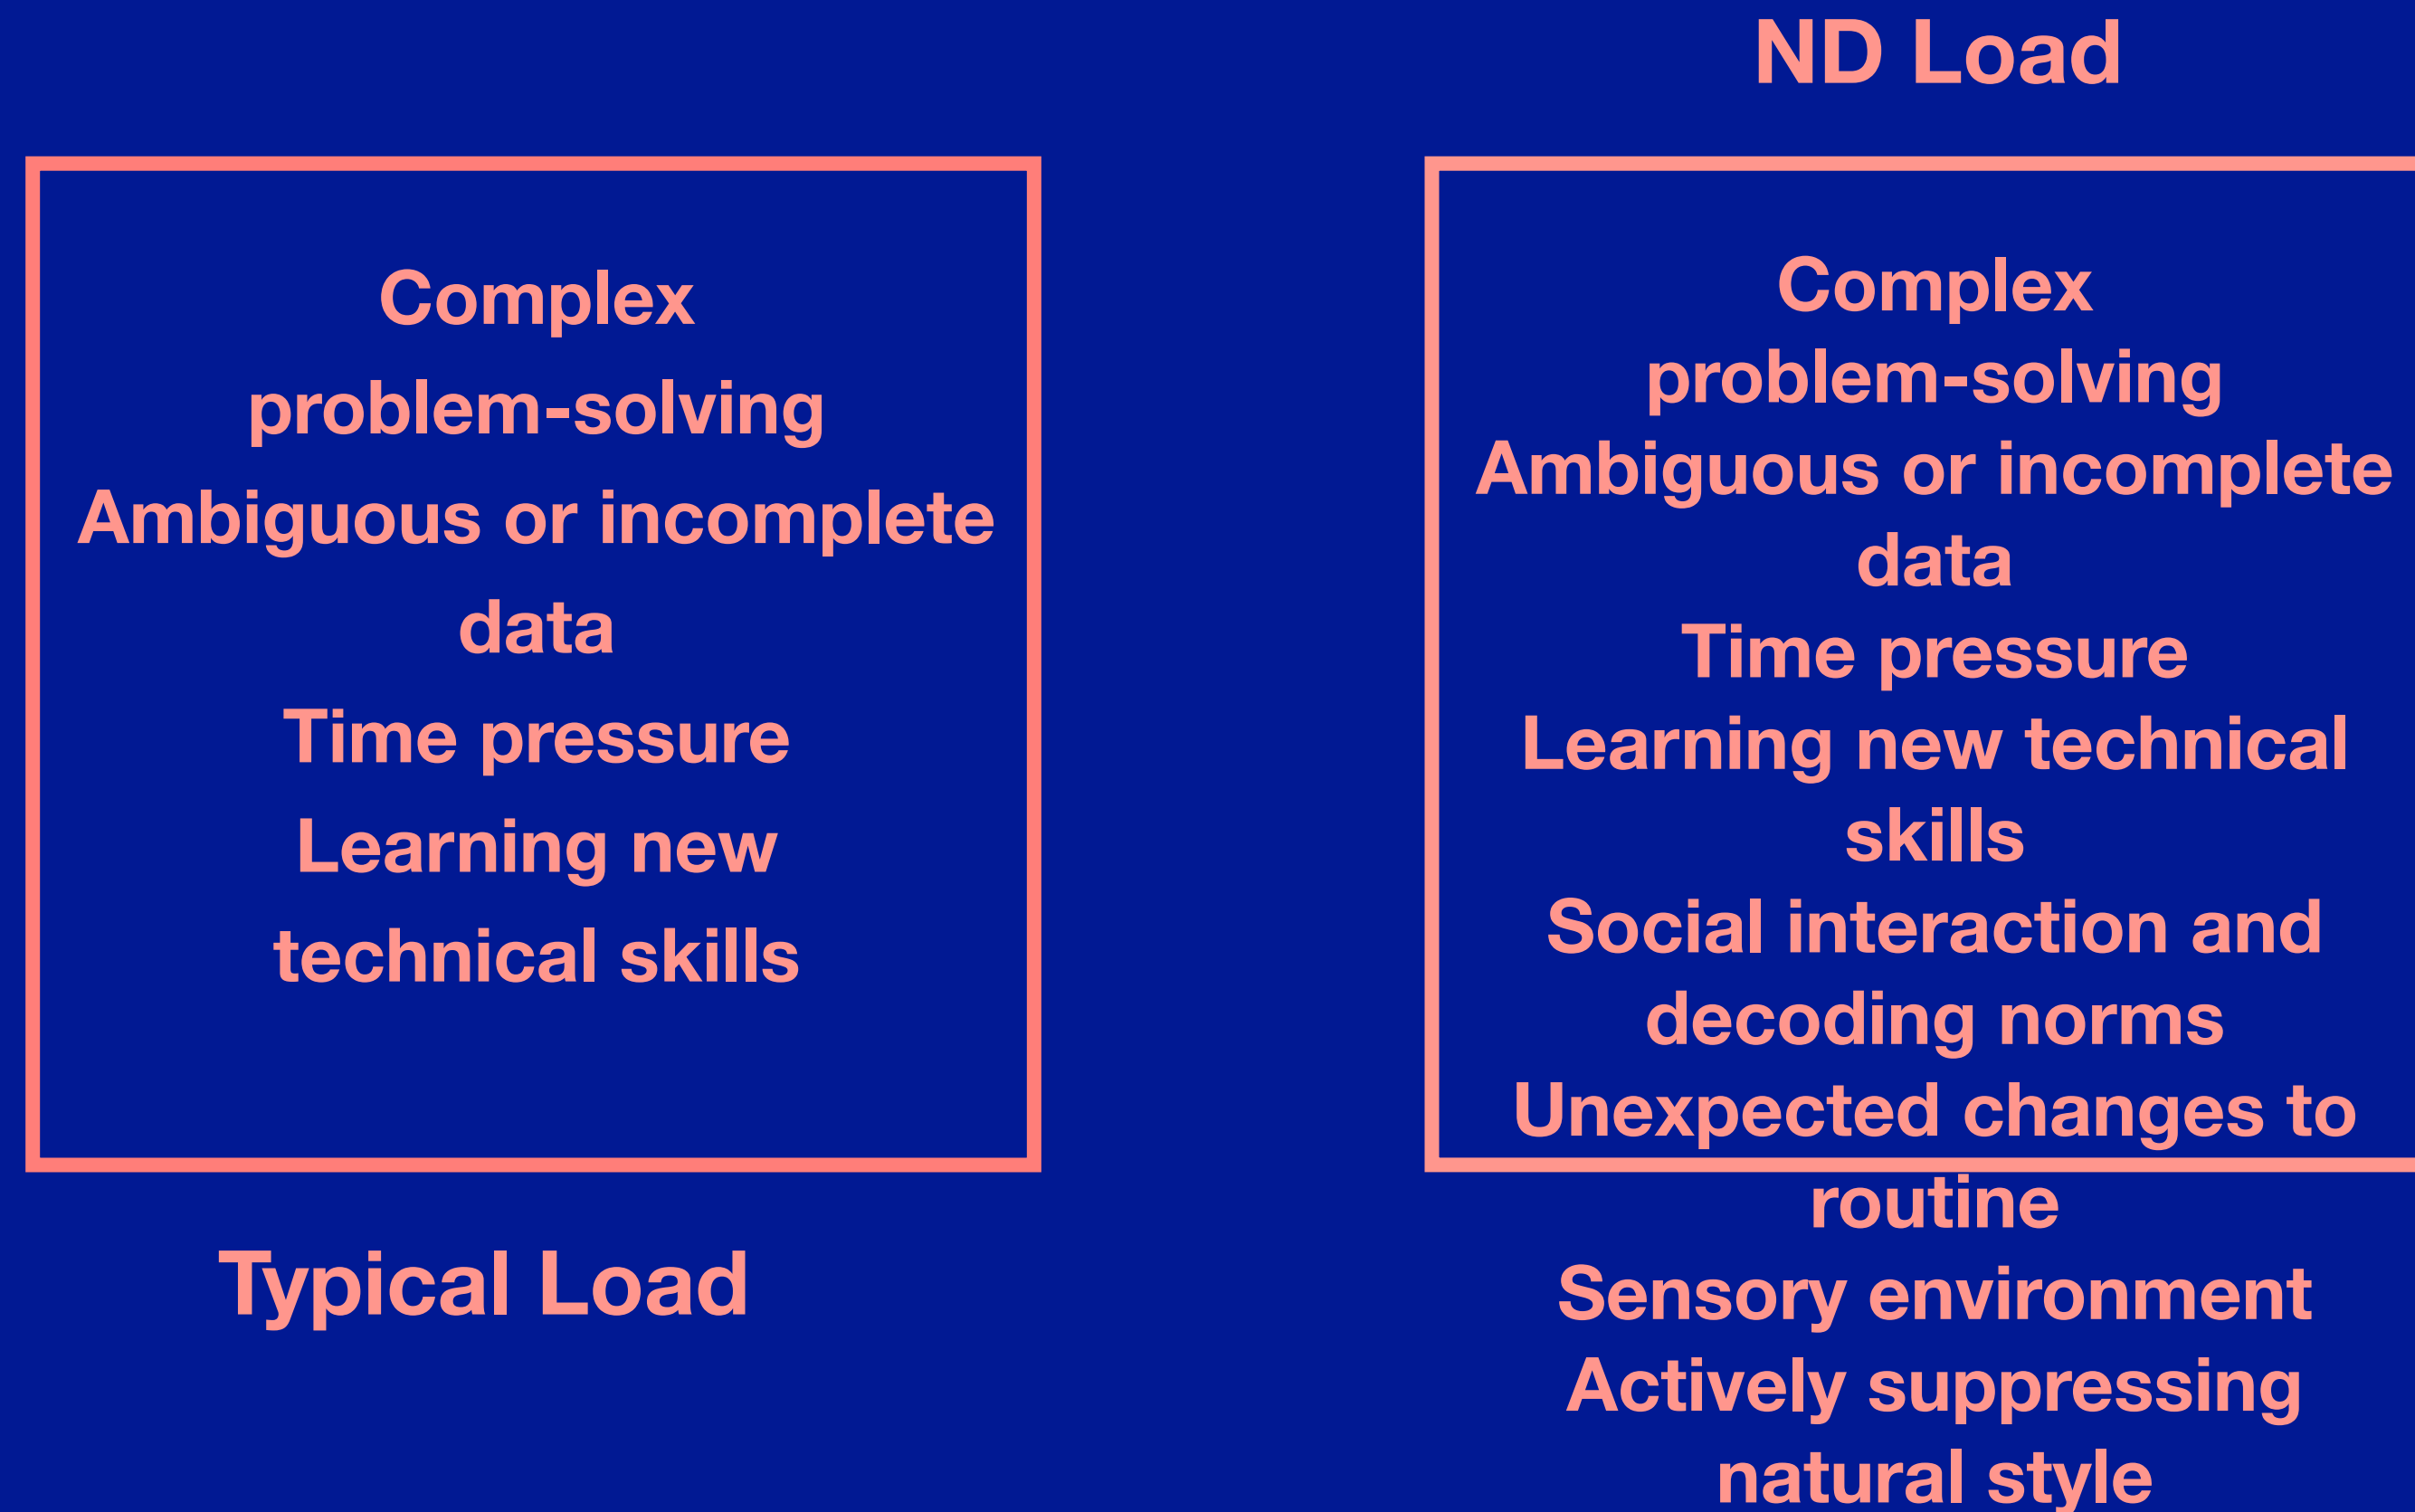 Complex
problem-solving
Ambiguous or incomplete
data
Time pressure
Learning new
technical skills
Typical Load
ND Load
Complex
problem-solving
Ambiguous or incomplete
data
Time pressure
Learning new technical
skills
Social interaction and
decoding norms
Unexpected changes to
routine
Sensory environment
Actively suppressing
natural style